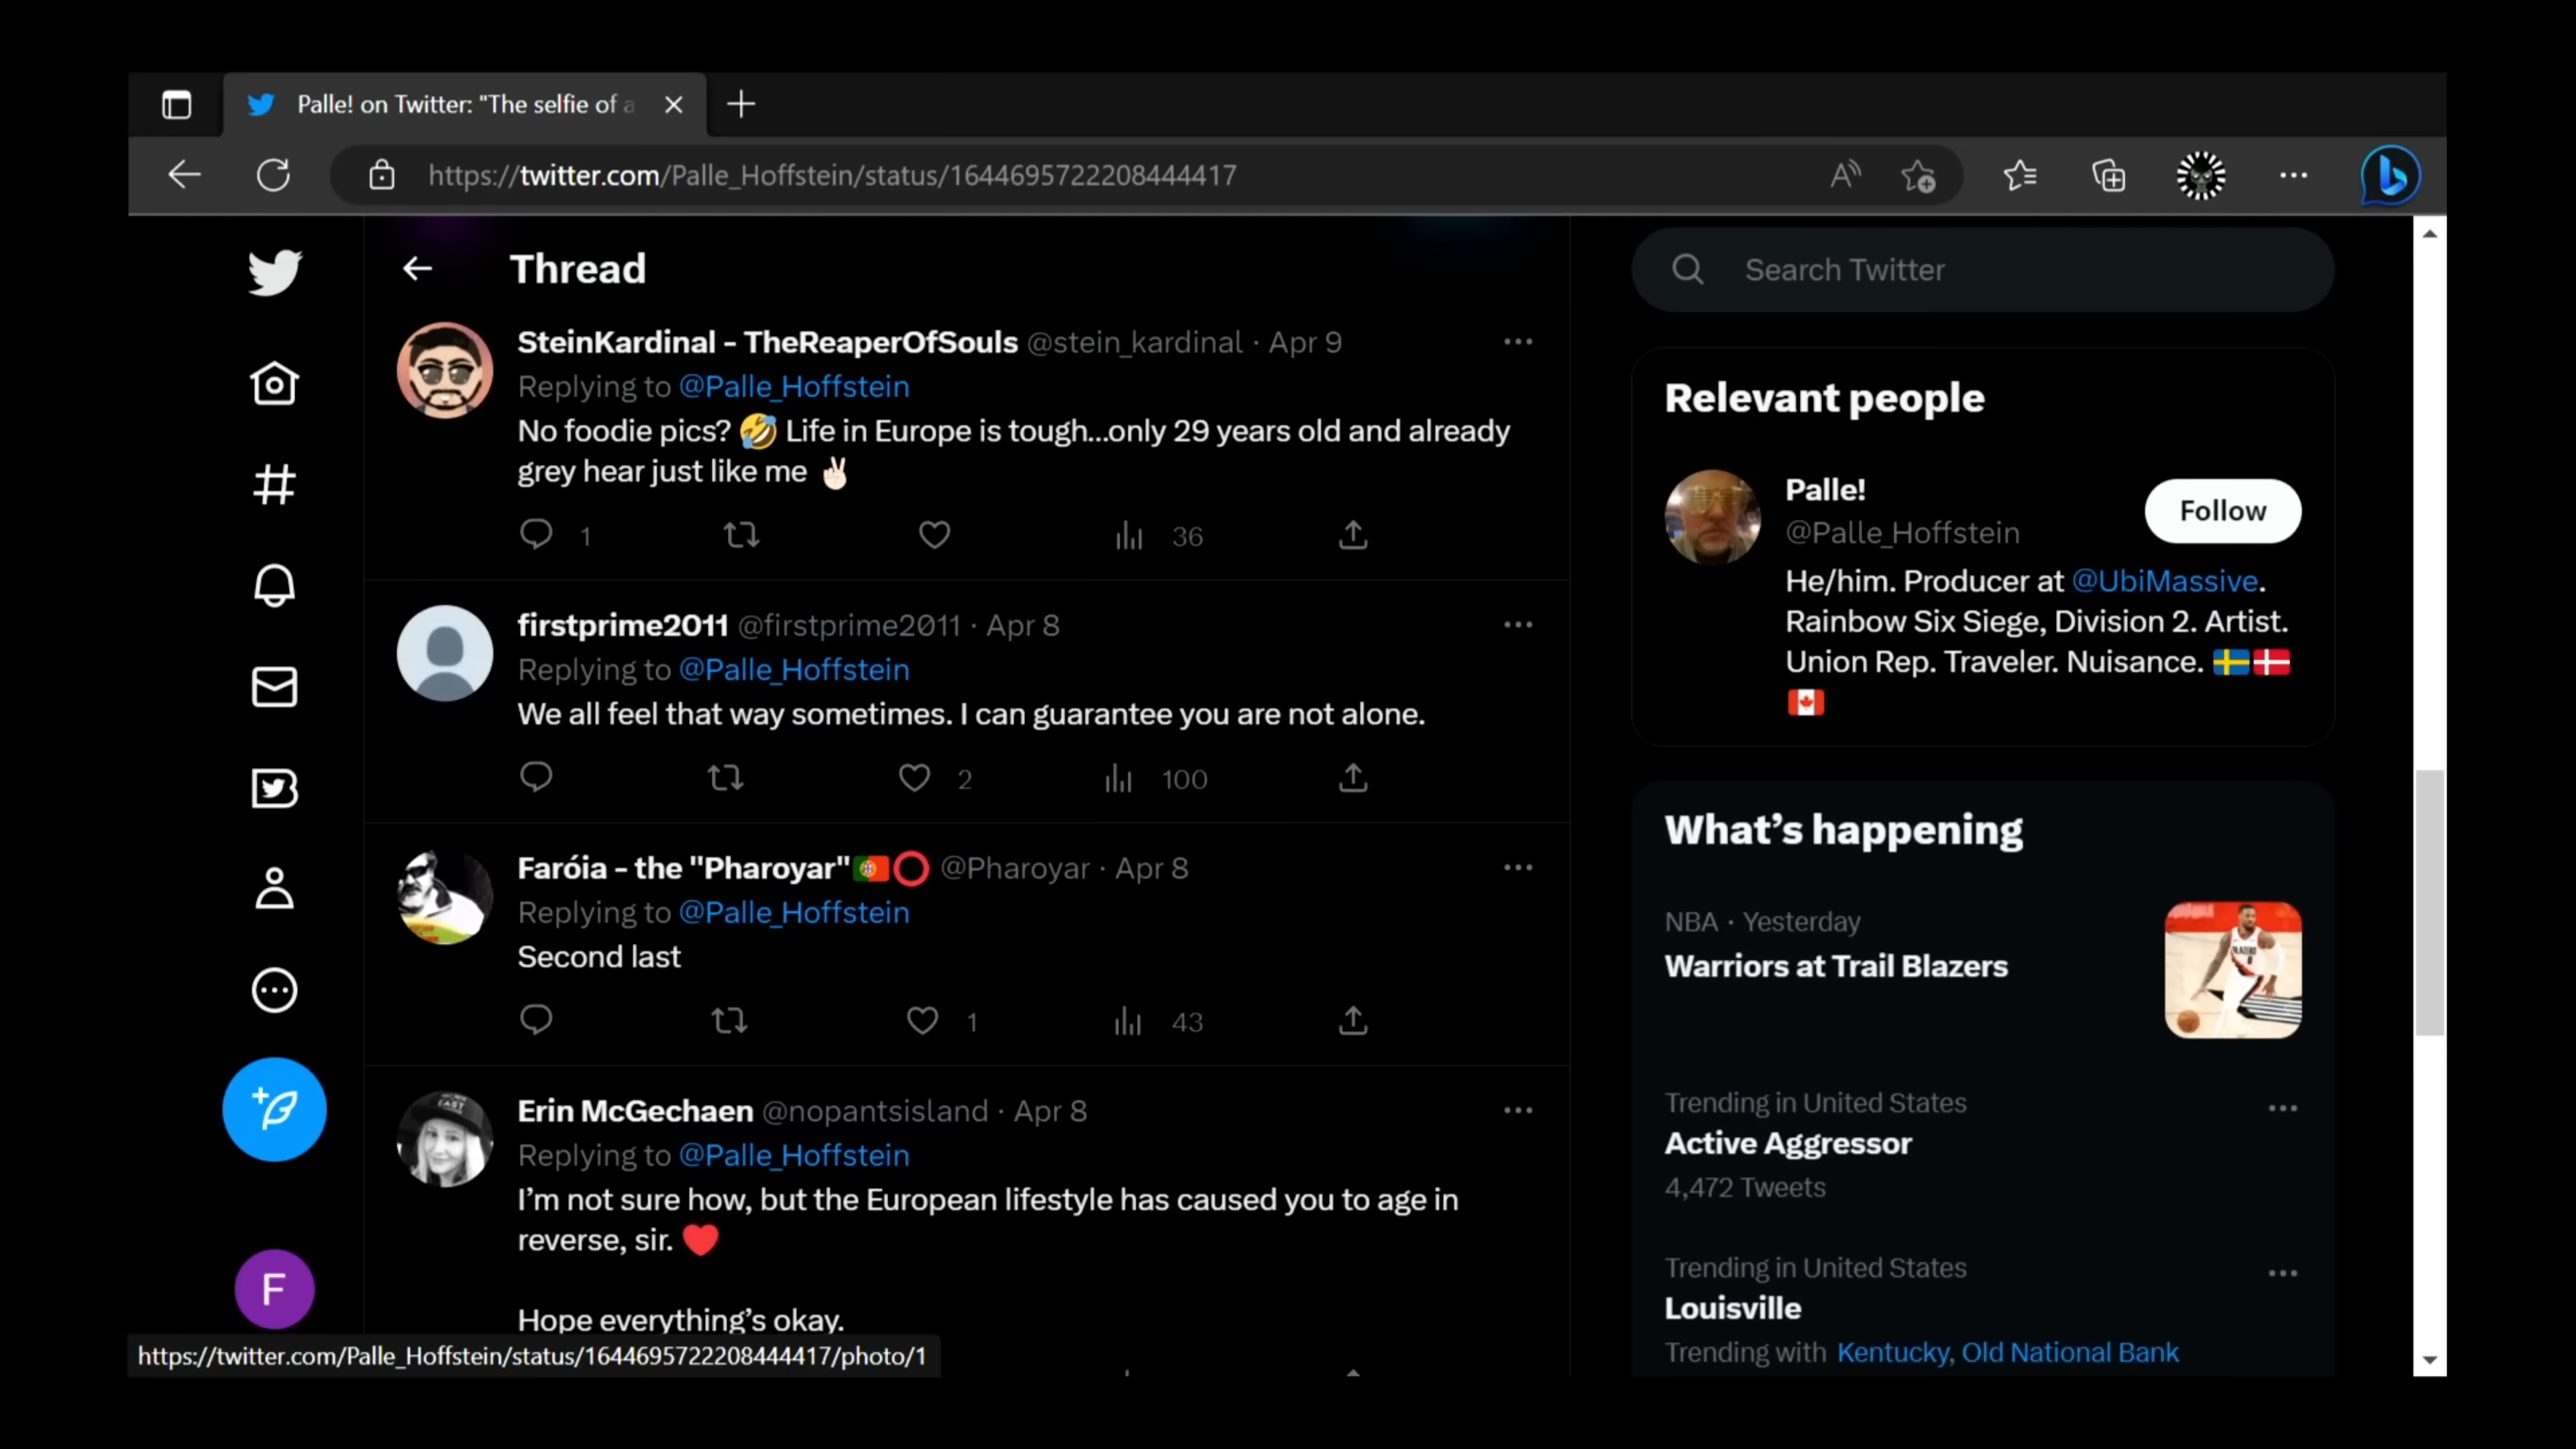 Palle! on Twitter: "The selfie of a
https://twitter.com/Palle_Hoffstein/status/1644695722208444417
Thread
SteinKardinal - TheReaperOfSouls @stein_kardinal · Apr 9
Replying to @Palle_Hoffstein
No foodie pics? 🤣 Life in Europe is tough...only 29 years old and already
grey hear just like me ✌🏻
1
36
firstprime2011 @firstprime2011 · Apr 8
Replying to @Palle_Hoffstein
We all feel that way sometimes. I can guarantee you are not alone.
2
100
Faróia - the "Pharoyar"🇵🇹⭕ @Pharoyar · Apr 8
Replying to @Palle_Hoffstein
Second last
1
43
Erin McGechaen @nopantsisland · Apr 8
Replying to @Palle_Hoffstein
I'm not sure how, but the European lifestyle has caused you to age in
reverse, sir. ❤️
Hope everything's okay.
F
https://twitter.com/Palle_Hoffstein/status/1644695722208444417/photo/1
Search Twitter
Relevant people
Palle!
@Palle_Hoffstein
Follow
He/him. Producer at @UbiMassive.
Rainbow Six Siege, Division 2. Artist.
Union Rep. Traveler. Nuisance. 🇸🇪🇩🇰
🇨🇦
What's happening
NBA · Yesterday
Warriors at Trail Blazers
Trending in United States
Active Aggressor
4,472 Tweets
Trending in United States
Louisville
Trending with Kentucky, Old National Bank